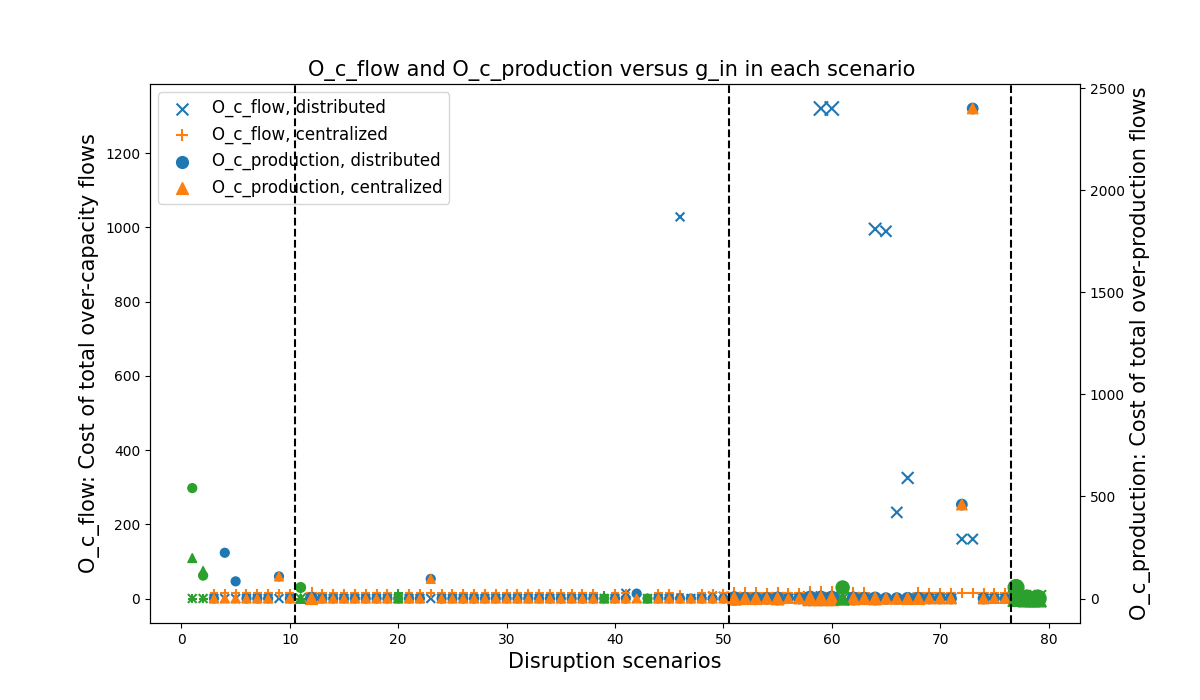 O_c_flow and O_c_production versus g_in in each scenario
O_c_flow, distributed
O_c_flow, centralized
O_c_production, distributed
O_c_production, centralized
O_c_flow: Cost of total over-capacity flows
1200
1000
800
600
400
200
0
2500
2000
1500
1000
500
0
O_c_production: Cost of total over-production flows
0 10 20 30 40 50 60 70 80
Disruption scenarios